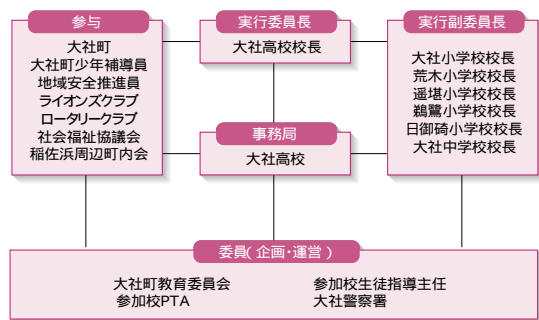 参与
大社町
大社町少年補導員
地域安全推進員
ライオンズクラブ
ロータリークラブ
社会福祉協議会
稲佐浜周辺町内会
実行委員長
大社高校校長
事務局
大社高校
実行副委員長
大社小学校校長
荒木小学校校長
遥堪小学校校長
鵜鷺小学校校長
日御碕小学校校長
大社中学校校長
委員(企画・運営)
大社町教育委員会 参加校生徒指導主任
参加校PTA 大社警察署